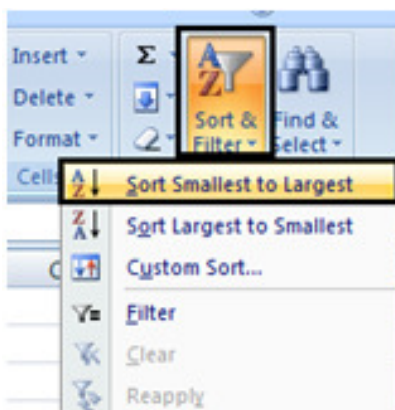 Insert
Σ
Delete
Format
Sort &
Filter
Find &
Select
Cells
Sort Smallest to Largest
Sort Largest to Smallest
Custom Sort...
Filter
Clear
Reapply